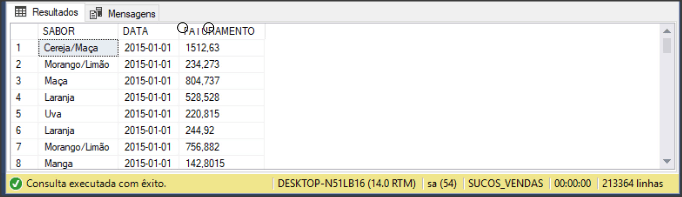 Resultados Mensagens
SABOR DATA FATURAMENTO
1 Cereja/Maça 2015-01-01 1512,63
2 Morango/Limão 2015-01-01 234,273
3 Maça 2015-01-01 804,737
4 Laranja 2015-01-01 528,528
5 Uva 2015-01-01 220,815
6 Laranja 2015-01-01 244,92
7 Morango/Limão 2015-01-01 756,882
8 Manga 2015-01-01 142,8015
Consulta executada com êxito. DESKTOP-N51LB16 (14.0 RTM) sa (54) SUCOS_VENDAS 00:00:00 213364 linhas